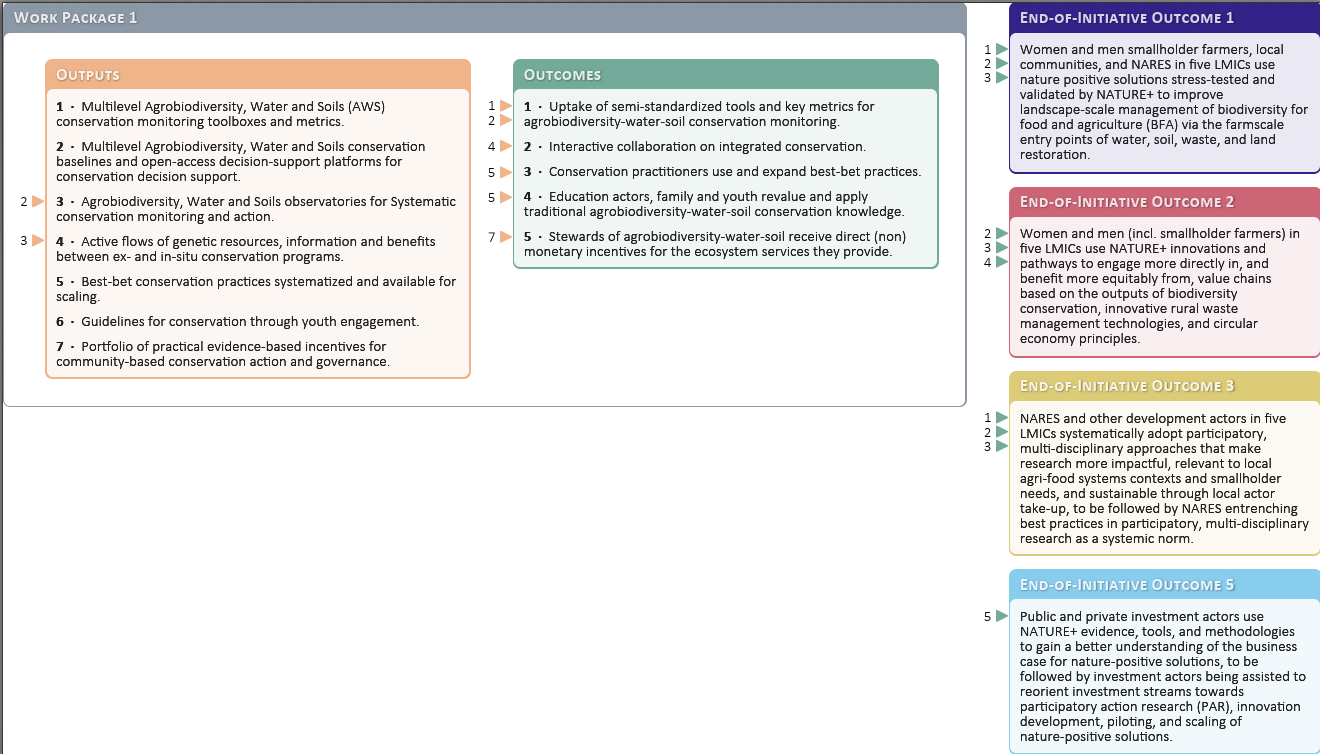 Work Package 1
Outputs
1 · Multilevel Agrobiodiversity, Water and Soils (AWS)
conservation monitoring toolboxes and metrics.
2 · Multilevel Agrobiodiversity, Water and Soils conservation
baselines and open-access decision-support platforms for
conservation decision support.
2
3 · Agrobiodiversity, Water and Soils observatories for Systematic
conservation monitoring and action.
3
4 · Active flows of genetic resources, information and benefits
between ex- and in-situ conservation programs.
5 · Best-bet conservation practices systematized and available for
scaling.
6 · Guidelines for conservation through youth engagement.
7 · Portfolio of practical evidence-based incentives for
community-based conservation action and governance.
Outcomes
1
2
1 · Uptake of semi-standardized tools and key metrics for
agrobiodiversity-water-soil conservation monitoring.
4
2 · Interactive collaboration on integrated conservation.
5
3 · Conservation practitioners use and expand best-bet practices.
5
4 · Education actors, family and youth revalue and apply
traditional agrobiodiversity-water-soil conservation knowledge.
7
5 · Stewards of agrobiodiversity-water-soil receive direct (non)
monetary incentives for the ecosystem services they provide.
End-of-Initiative Outcome 1
1
2
3
Women and men smallholder farmers, local
communities, and NARES in five LMICs use
nature positive solutions stress-tested and
validated by NATURE+ to improve
landscape-scale management of biodiversity for
food and agriculture (BFA) via the farmscale
entry points of water, soil, waste, and land
restoration.
End-of-Initiative Outcome 2
2
3
4
Women and men (incl. smallholder farmers) in
five LMICs use NATURE+ innovations and
pathways to engage more directly in, and
benefit more equitably from, value chains
based on the outputs of biodiversity
conservation, innovative rural waste
management technologies, and circular
economy principles.
End-of-Initiative Outcome 3
1
2
3
NARES and other development actors in five
LMICs systematically adopt participatory,
multi-disciplinary approaches that make
research more impactful, relevant to local
agri-food systems contexts and smallholder
needs, and sustainable through local actor
take-up, to be followed by NARES entrenching
best practices in participatory, multi-disciplinary
research as a systemic norm.
End-of-Initiative Outcome 5
5
Public and private investment actors use
NATURE+ evidence, tools, and methodologies
to gain a better understanding of the business
case for nature-positive solutions, to be
followed by investment actors being assisted to
reorient investment streams towards
participatory action research (PAR), innovation
development, piloting, and scaling of
nature-positive solutions.